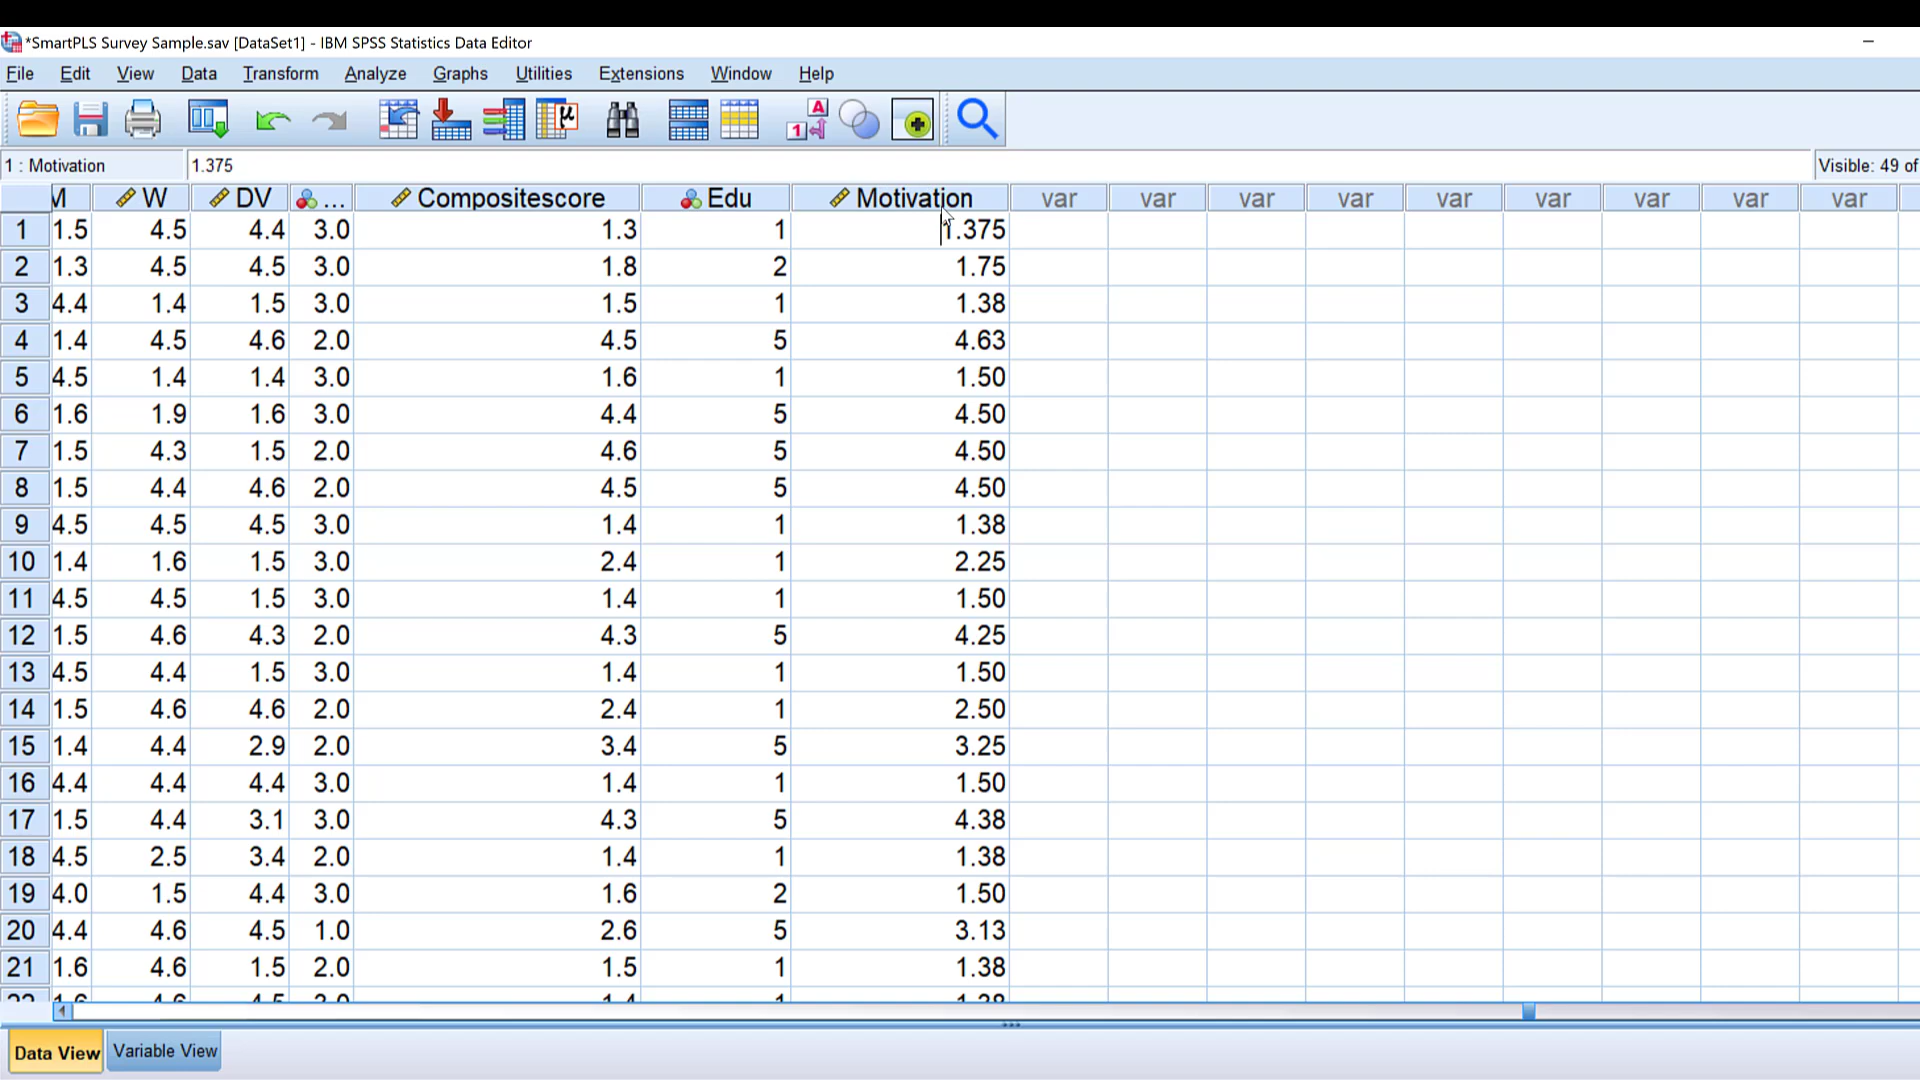 *SmartPLS Survey Sample.sav [DataSet1] - IBM SPSS Statistics Data Editor
File Edit View Data Transform Analyze Graphs Utilities Extensions Window Help
1 : Motivation 1.375 Visible: 49 of
M W DV ... Compositescore Edu Motivation var var var var var var var var var
1 1.5 4.5 4.4 3.0 1.3 1 1.375
2 1.3 4.5 4.5 3.0 1.8 2 1.75
3 4.4 1.4 1.5 3.0 1.5 1 1.38
4 1.4 4.5 4.6 2.0 4.5 5 4.63
5 4.5 1.4 1.4 3.0 1.6 1 1.50
6 1.6 1.9 1.6 3.0 4.4 5 4.50
7 1.5 4.3 1.5 2.0 4.6 5 4.50
8 1.5 4.4 4.6 2.0 4.5 5 4.50
9 4.5 4.5 4.5 3.0 1.4 1 1.38
10 1.4 1.6 1.5 3.0 2.4 1 2.25
11 4.5 4.5 1.5 3.0 1.4 1 1.50
12 1.5 4.6 4.3 2.0 4.3 5 4.25
13 4.5 4.4 1.5 3.0 1.4 1 1.50
14 1.5 4.6 4.6 2.0 2.4 1 2.50
15 1.4 4.4 2.9 2.0 3.4 5 3.25
16 4.4 4.4 4.4 3.0 1.4 1 1.50
17 1.5 4.4 3.1 3.0 4.3 5 4.38
18 4.5 2.5 3.4 2.0 1.4 1 1.38
19 4.0 1.5 4.4 3.0 1.6 2 1.50
20 4.4 4.6 4.5 1.0 2.6 5 3.13
21 1.6 4.6 1.5 2.0 1.5 1 1.38
Data View Variable View